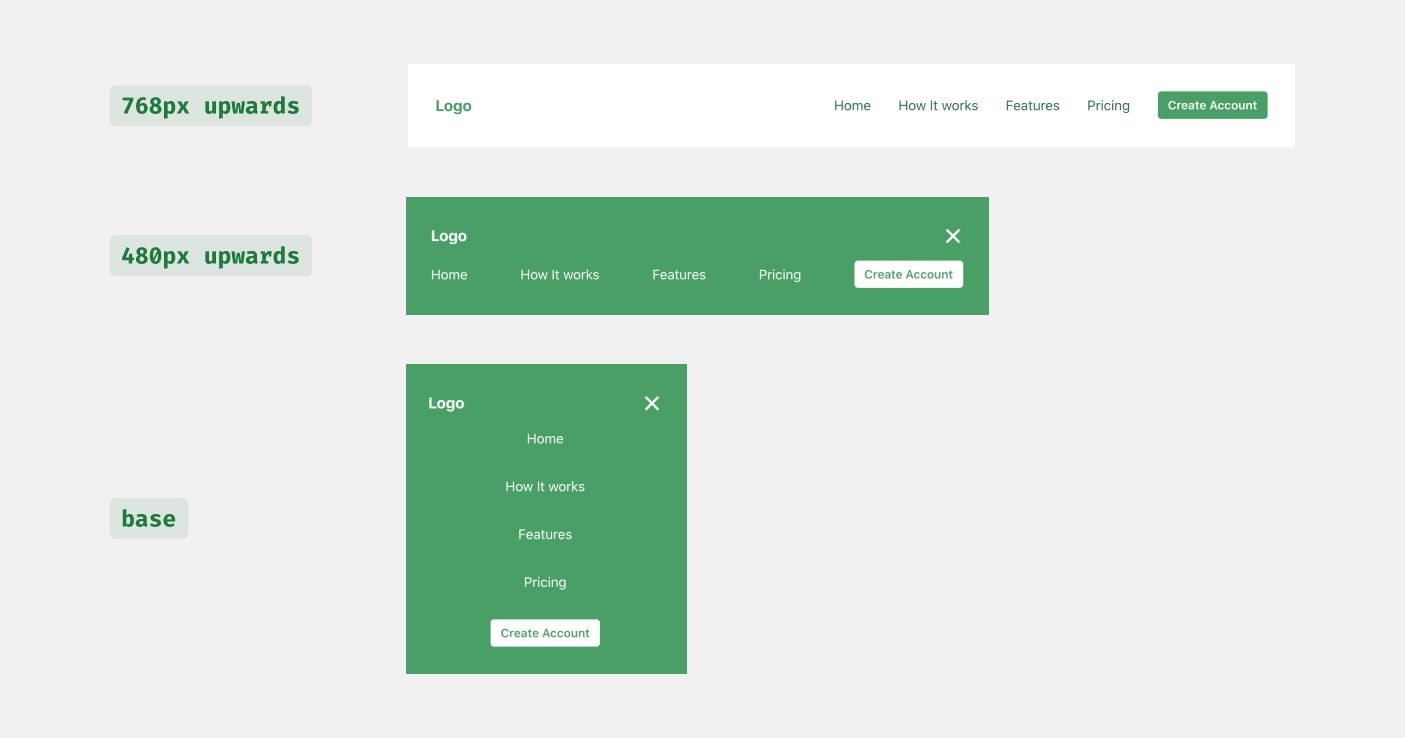 768px upwards
Logo Home How It works Features Pricing Create Account
480px upwards
Logo
Home How It works Features Pricing Create Account
base
Logo
Home
How It works
Features
Pricing
Create Account